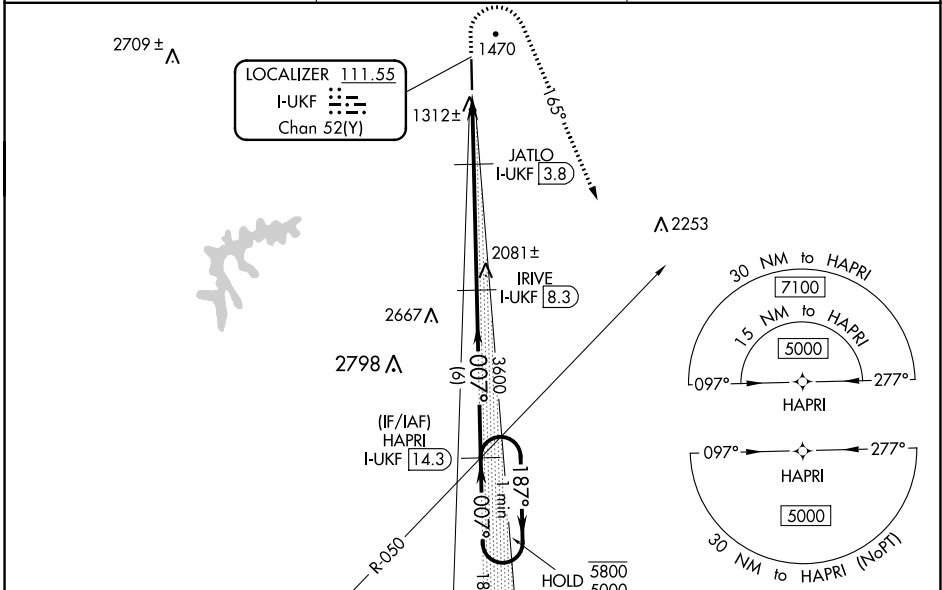 2709 ±
1470
LOCALIZER 111.55
I-UKF
Chan 52(Y)
1312±
165°
JATLO
I-UKF 3.8
2253
2081±
IRIVE
I-UKF 8.3
2667
2798
007°
3600
(6)
(IF/IAF)
HAPRI
I-UKF 14.3
187°
1 min
007°
R-050
HOLD 5800
5000
18
30 NM to HAPRI
7100
15 NM to HAPRI
5000
097°
277°
HAPRI
097°
277°
HAPRI
5000
30 NM to HAPRI (NoPT)